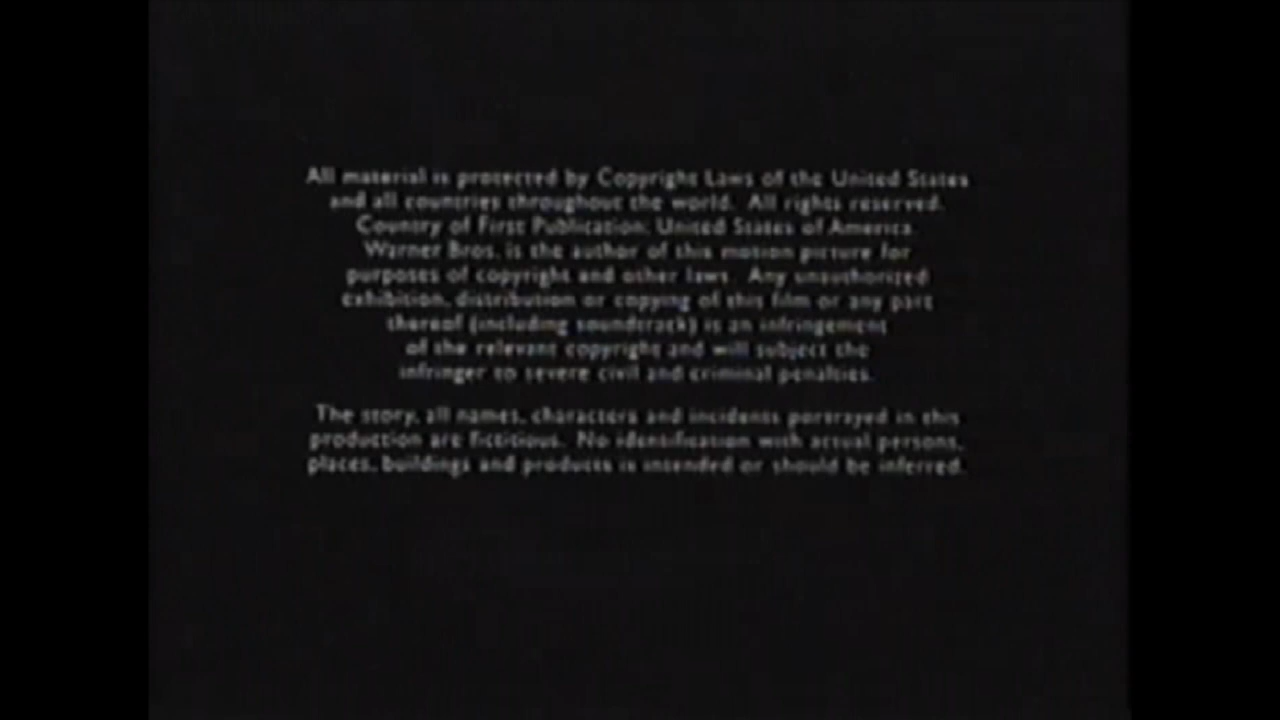 All material is protected by Copyright Laws of the United States
and all countries throughout the world. All rights reserved.
Country of First Publication: United States of America
Warner Bros. is the author of this motion picture for
purposes of copyright and other laws. Any unauthorized
exhibition, distribution or copying of this film or any part
thereof (including soundtrack) is an infringement
of the relevant copyright and will subject the
infringer to severe civil and criminal penalties.
The story, all names, characters and incidents portrayed in this
production are fictitious. No identification with actual persons,
places, buildings and products is intended or should be inferred.